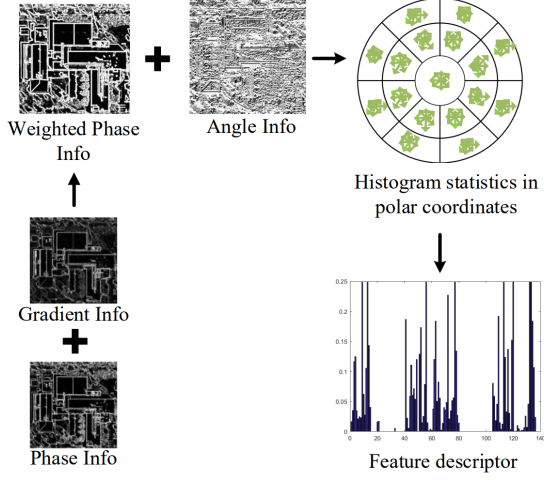 Weighted Phase
Info
Angle Info
Histogram statistics in
polar coordinates
Gradient Info
Phase Info
0.25
0.2
0.15
0.1
0.05
0
0 20 40 60 80 100 120 140
Feature descriptor